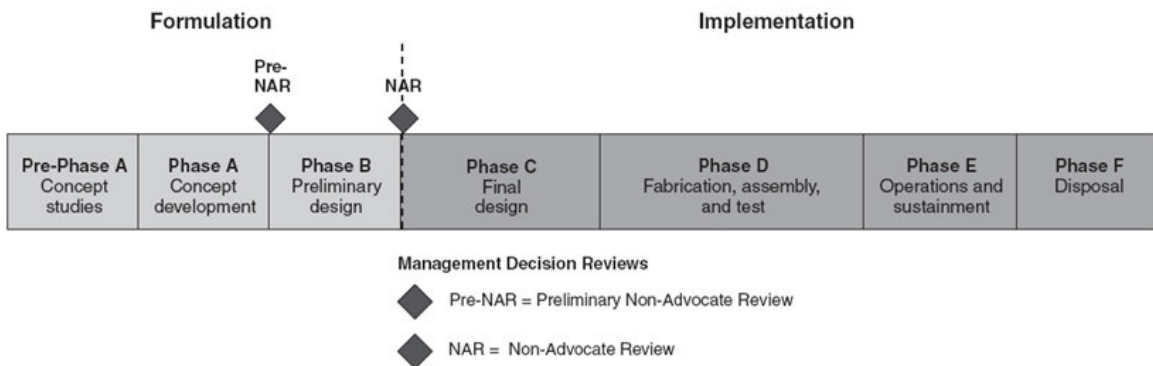 Formulation
Implementation
Pre-
NAR
NAR
Pre-Phase A
Concept
studies
Phase A
Concept
development
Phase B
Preliminary
design
Phase C
Final
design
Phase D
Fabrication, assembly,
and test
Phase E
Operations and
sustainment
Phase F
Disposal
Management Decision Reviews
Pre-NAR = Preliminary Non-Advocate Review
NAR = Non-Advocate Review